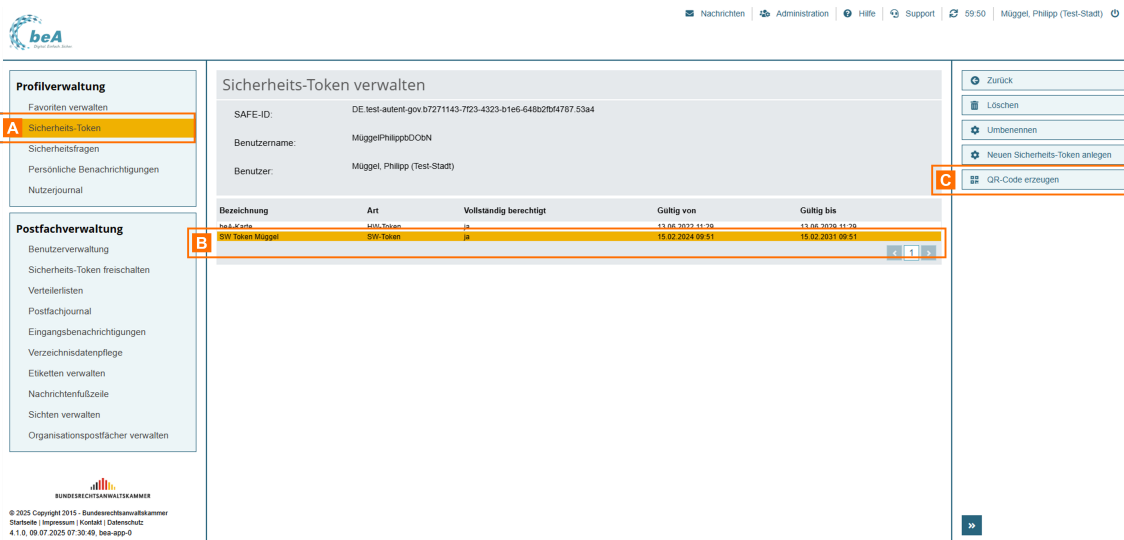 Nachrichten Administration Hilfe Support 59:50 Müggel, Philipp (Test-Stadt)
beA
Digital. Einfach. Sicher.
Profilverwaltung
Favoriten verwalten
A Sicherheits-Token
Sicherheitsfragen
Persönliche Benachrichtigungen
Nutzerjournal
Postfachverwaltung
Benutzerverwaltung
Sicherheits-Token freischalten
Verteilerlisten
Postfachjournal
Eingangsbenachrichtigungen
Verzeichnisdatenpflege
Etiketten verwalten
Nachrichtenfußzeile
Sichten verwalten
Organisationspostfächer verwalten
BUNDESRECHTSANWALTSKAMMER
© 2025 Copyright 2015 - Bundesrechtsanwaltskammer
Startseite | Impressum | Kontakt | Datenschutz
4.1.0, 09.07.2025 07:30:49, bea-app-0
Sicherheits-Token verwalten
SAFE-ID: DE.test-autent-gov.b7271143-7f23-4323-b1e6-648b2fbf4787.53a4
Benutzername: MüggelPhilippbDObN
Benutzer: Müggel, Philipp (Test-Stadt)
Bezeichnung Art Vollständig berechtigt Gültig von Gültig bis
beA-Karte HW-Token ja 13.06.2022 11:29 13.06.2029 11:29
B SW Token Müggel SW-Token ja 15.02.2024 09:51 15.02.2031 09:51
< 1 >
Zurück
Löschen
Umbenennen
Neuen Sicherheits-Token anlegen
C QR-Code erzeugen
»